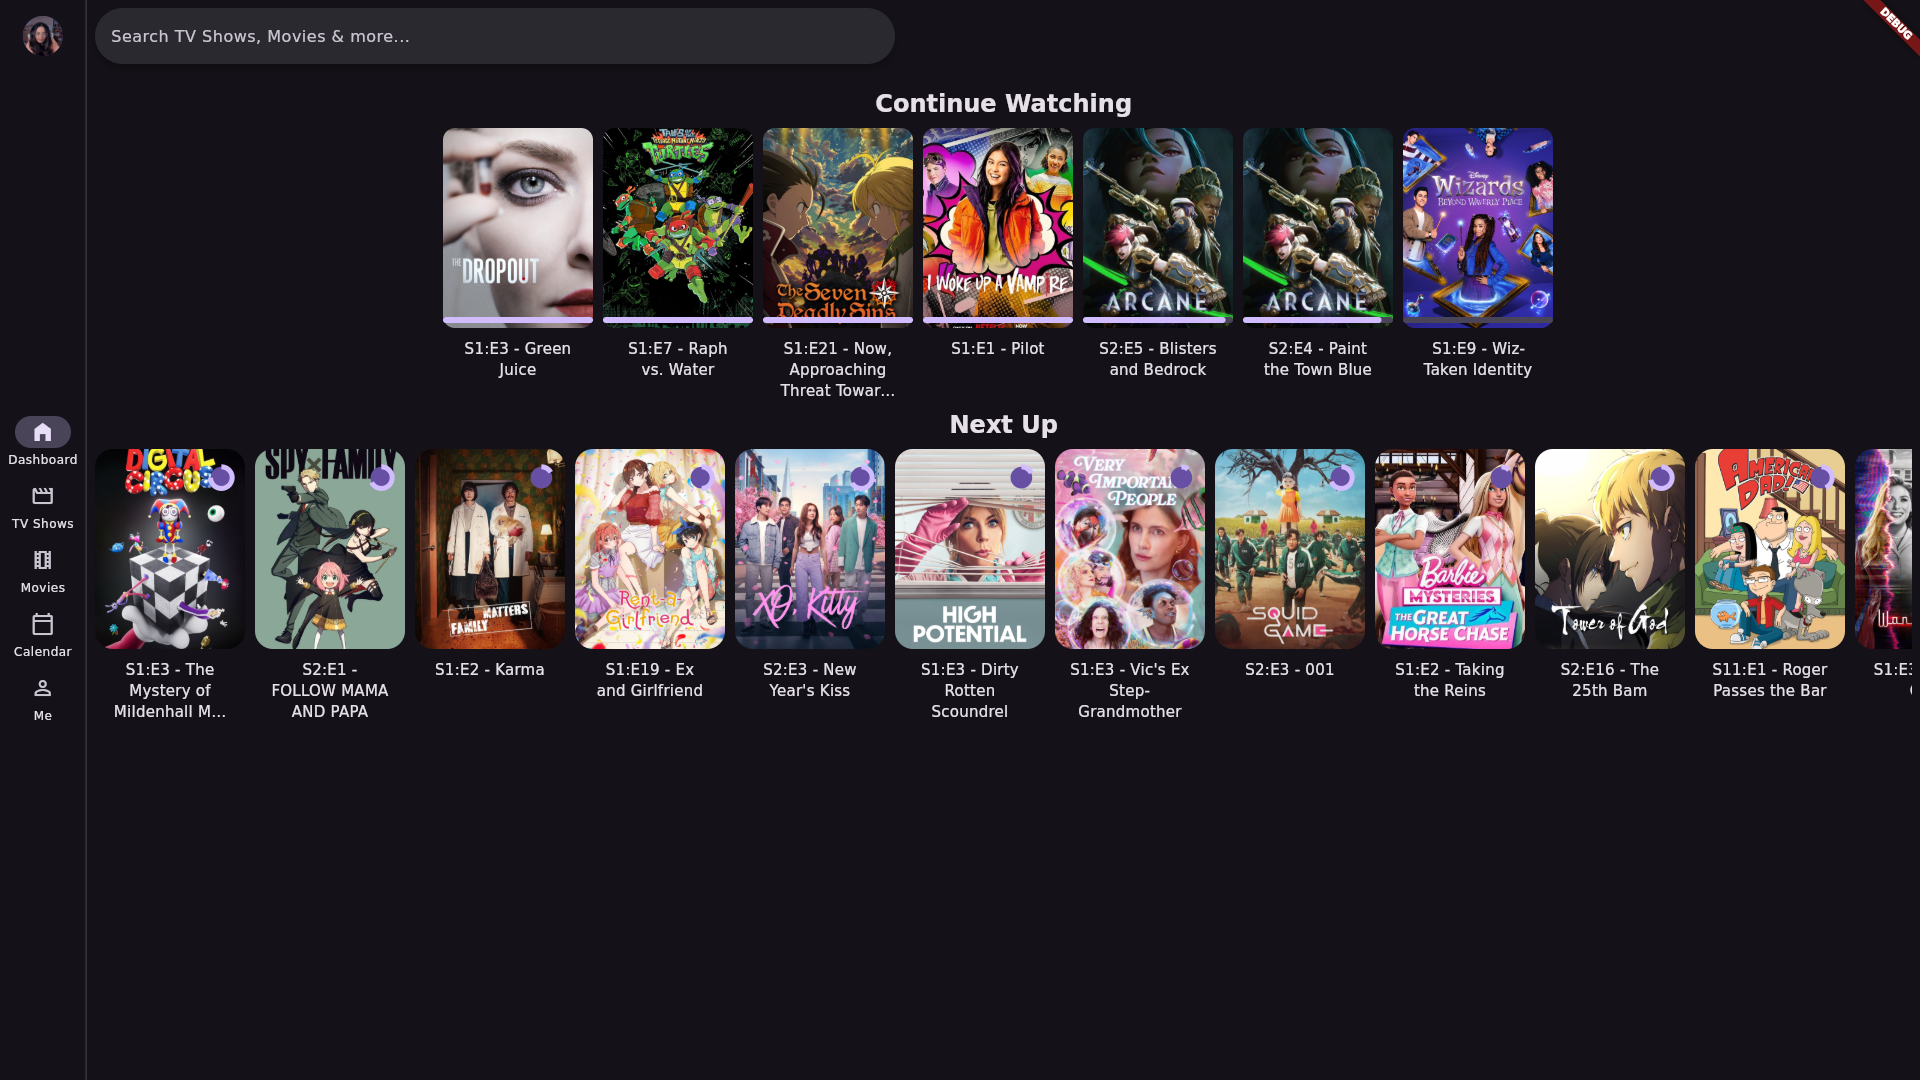 Search TV Shows, Movies & more...
DEBUG
Continue Watching
THE DROPOUT
TALES OF THE
TEENAGE MUTANT NINJA
TURTLES
The Seven
Deadly Sins
I WOKE UP A VAMPIRE
ARCANE
ARCANE
Disney
Wizards
BEYOND WAVERLY PLACE
S1:E3 - Green
Juice
S1:E7 - Raph
vs. Water
S1:E21 - Now,
Approaching
Threat Towar...
S1:E1 - Pilot
S2:E5 - Blisters
and Bedrock
S2:E4 - Paint
the Town Blue
S1:E9 - Wiz-
Taken Identity
Next Up
DIGITAL
CIRCUS
SPY×FAMILY
FAMILY MATTERS
Rent-a-
Girlfriend
XO, Kitty
HIGH
POTENTIAL
VERY
IMPORTANT
PEOPLE
SQUID
GAME
Barbie
MYSTERIES
THE GREAT
HORSE CHASE
Tower of God
AMERICAN
DAD!
Wan
S1:E3 - The
Mystery of
Mildenhall M...
S2:E1 -
FOLLOW MAMA
AND PAPA
S1:E2 - Karma
S1:E19 - Ex
and Girlfriend
S2:E3 - New
Year's Kiss
S1:E3 - Dirty
Rotten
Scoundrel
S1:E3 - Vic's Ex
Step-
Grandmother
S2:E3 - 001
S1:E2 - Taking
the Reins
S2:E16 - The
25th Bam
S11:E1 - Roger
Passes the Bar
S1:E3
Dashboard
TV Shows
Movies
Calendar
Me